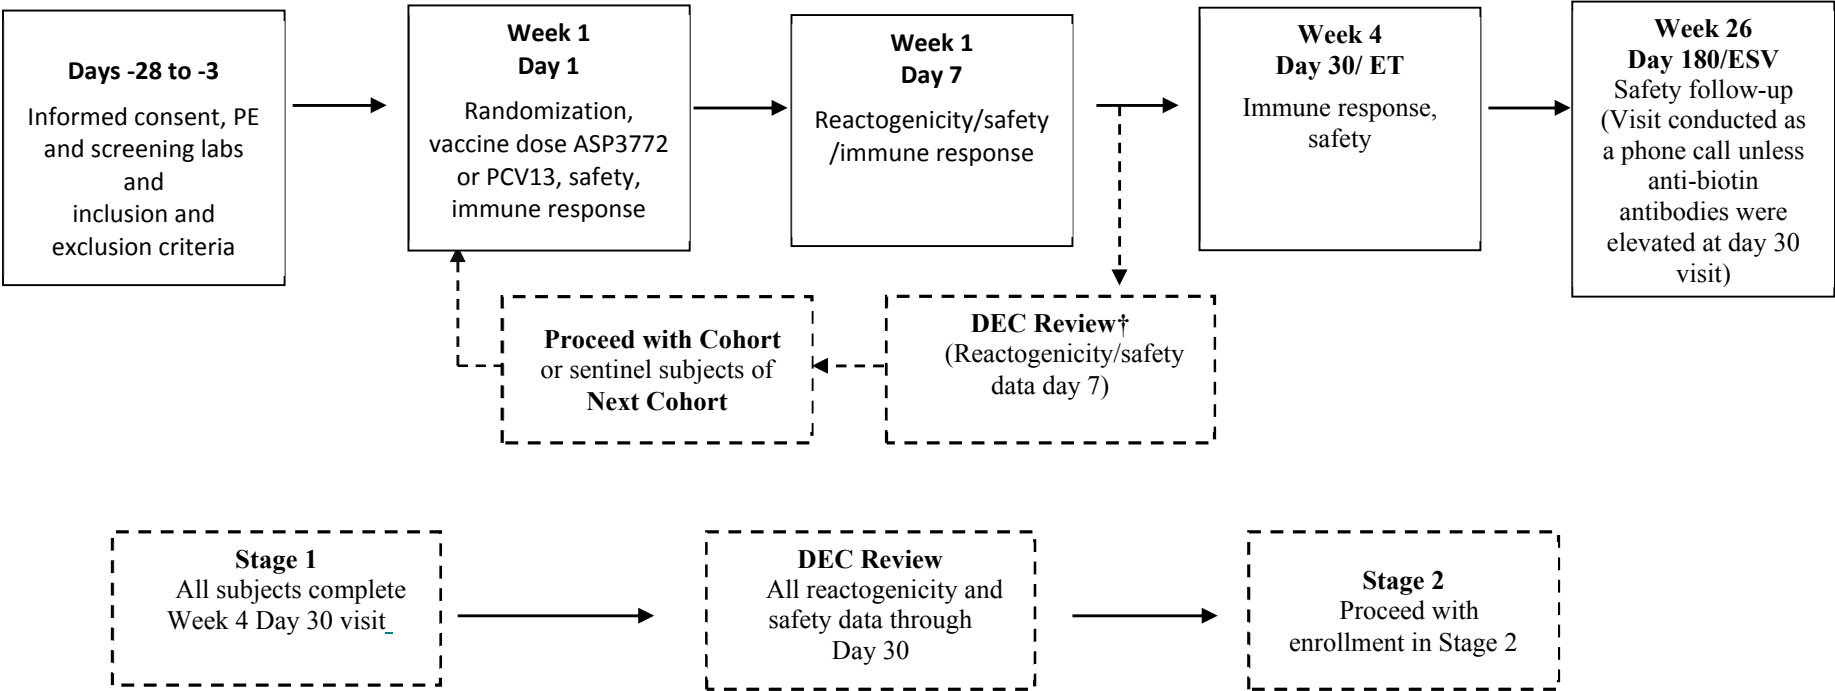 Days -28 to -3
Informed consent, PE
and screening labs
and
inclusion and
exclusion criteria
Week 1
Day 1
Randomization,
vaccine dose ASP3772
or PCV13, safety,
immune response
Week 1
Day 7
Reactogenicity/safety
/immune response
Week 4
Day 30/ ET
Immune response,
safety
Week 26
Day 180/ESV
Safety follow-up
(Visit conducted as
a phone call unless
anti-biotin
antibodies were
elevated at day 30
visit)
Proceed with Cohort
or sentinel subjects of
Next Cohort
DEC Review†
(Reactogenicity/safety
data day 7)
Stage 1
All subjects complete
Week 4 Day 30 visit
DEC Review
All reactogenicity and
safety data through
Day 30
Stage 2
Proceed with
enrollment in Stage 2